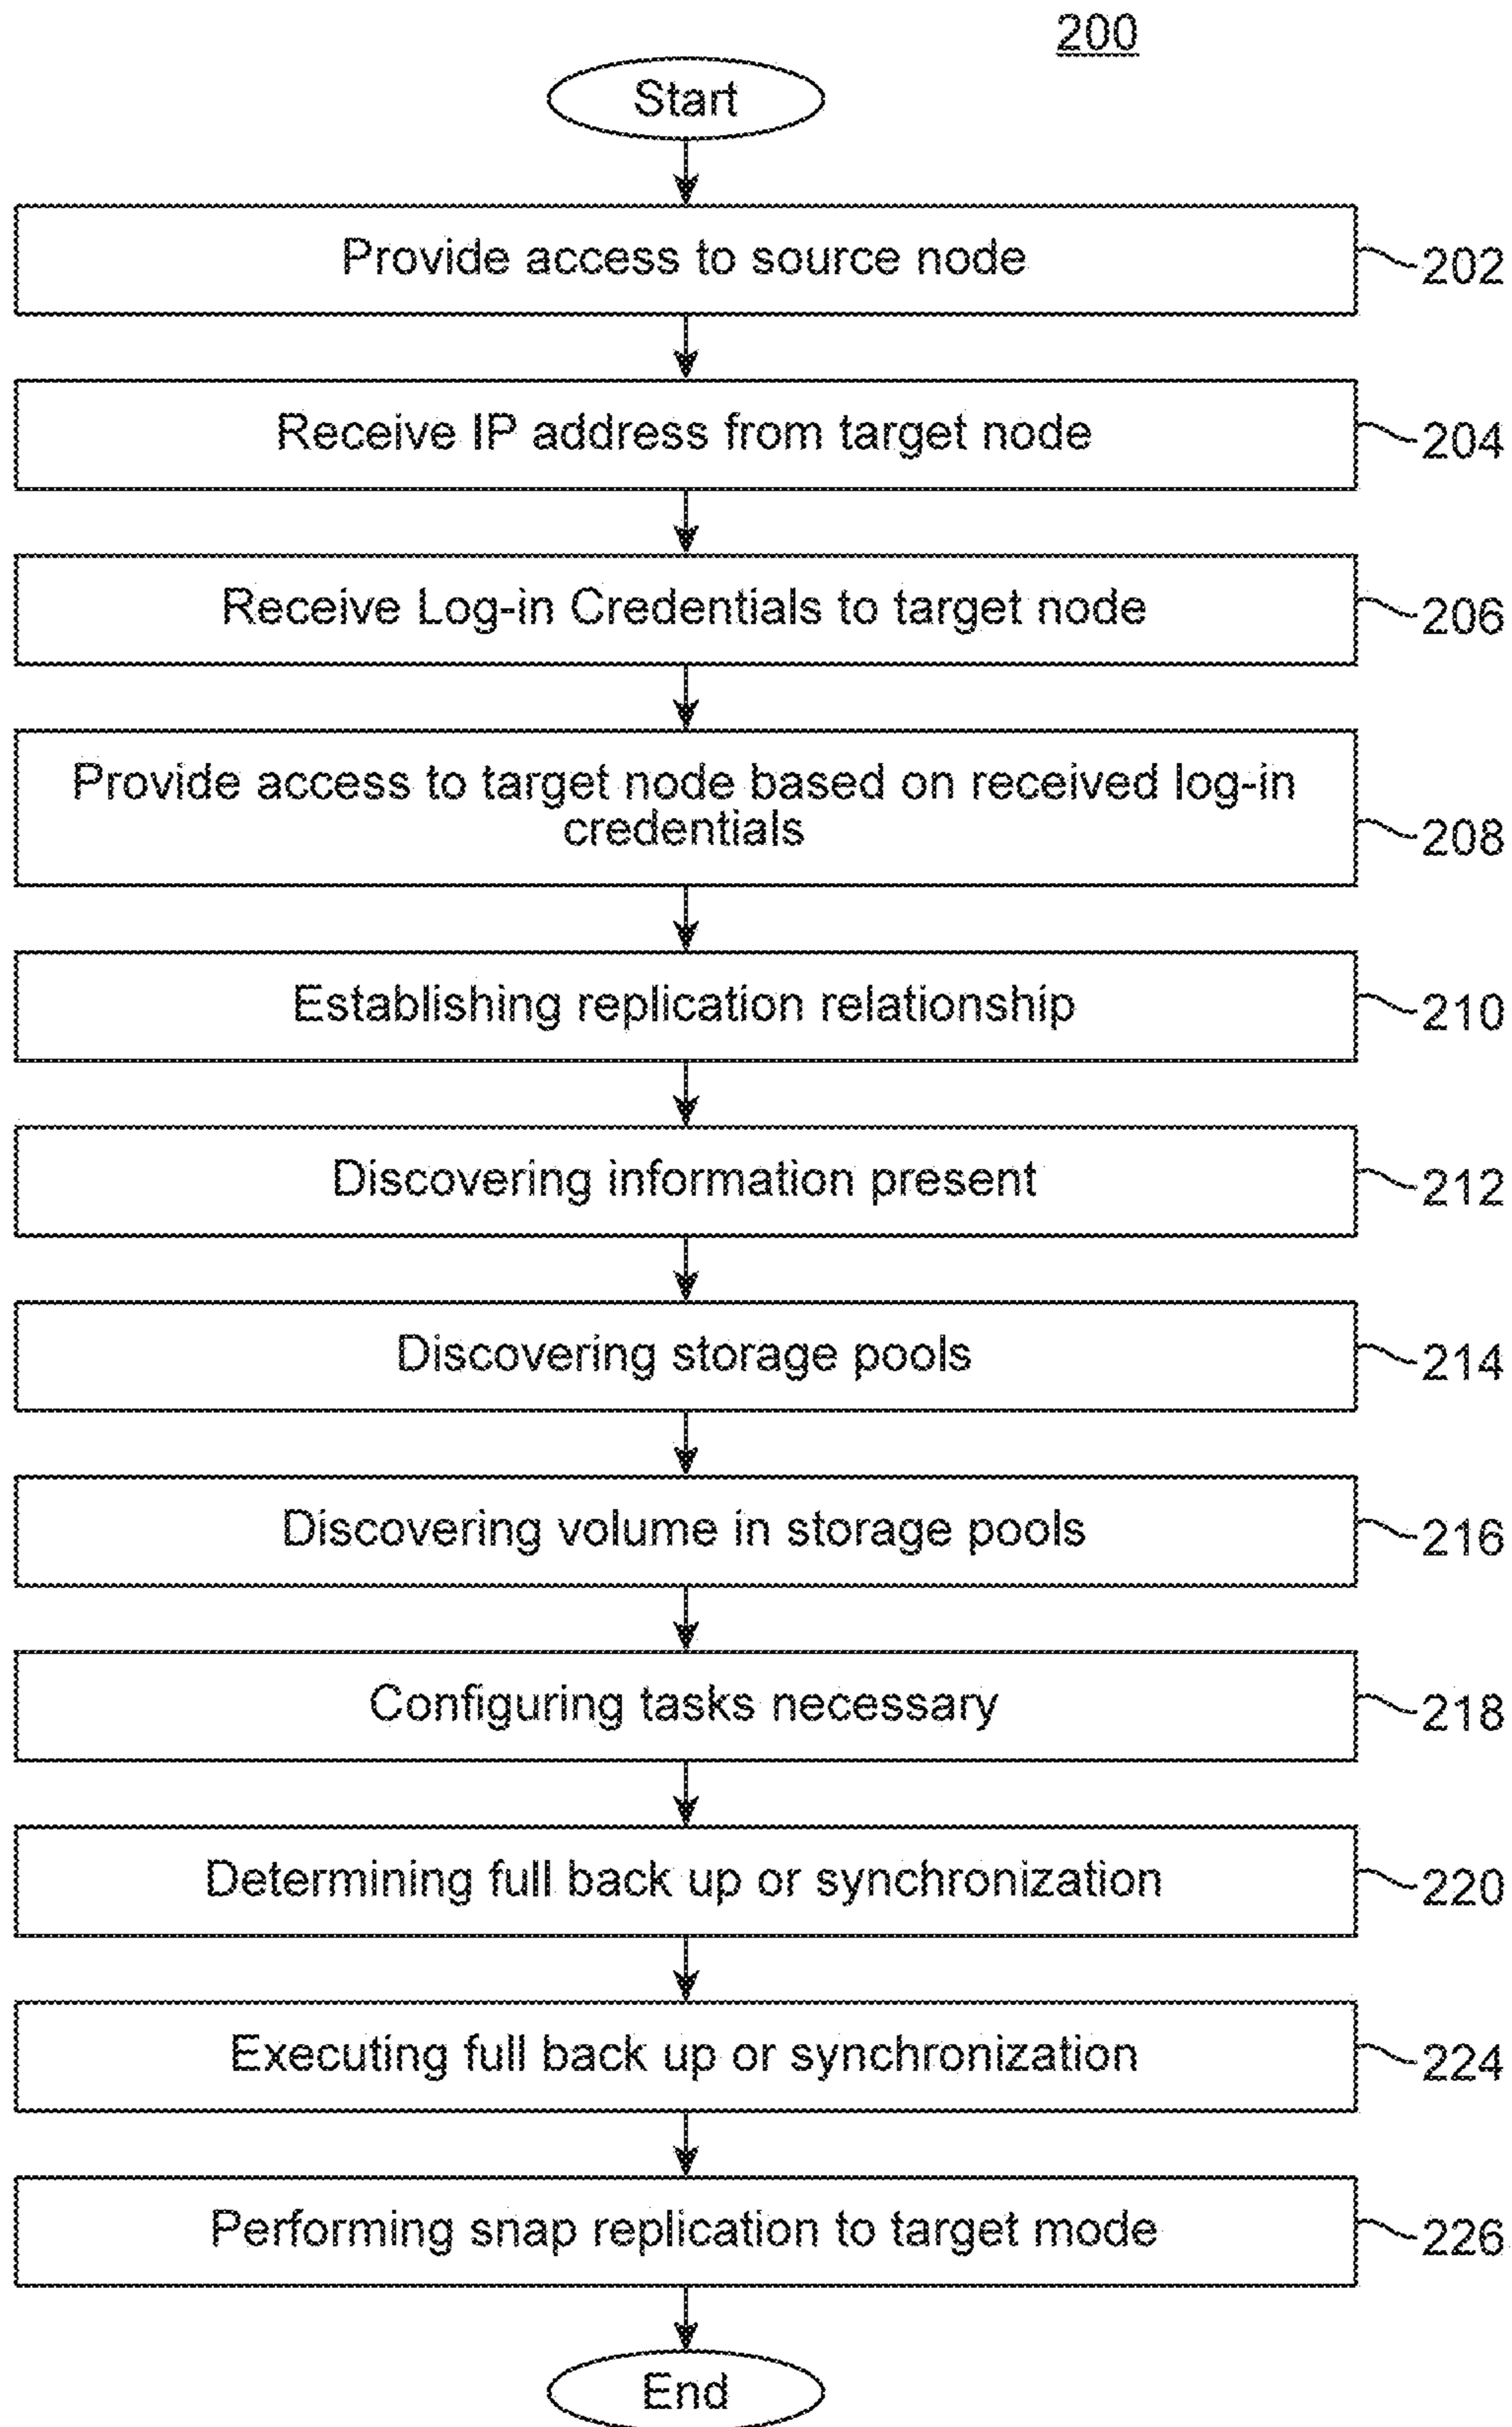 200
Start
Provide access to source node
202
Receive IP address from target node
204
Receive Log-in Credentials to target node
206
Provide access to target node based on received log-in
credentials
208
Establishing replication relationship
210
Discovering information present
212
Discovering storage pools
214
Discovering volume in storage pools
216
Configuring tasks necessary
218
Determining full back up or synchronization
220
Executing full back up or synchronization
224
Performing snap replication to target mode
226
End